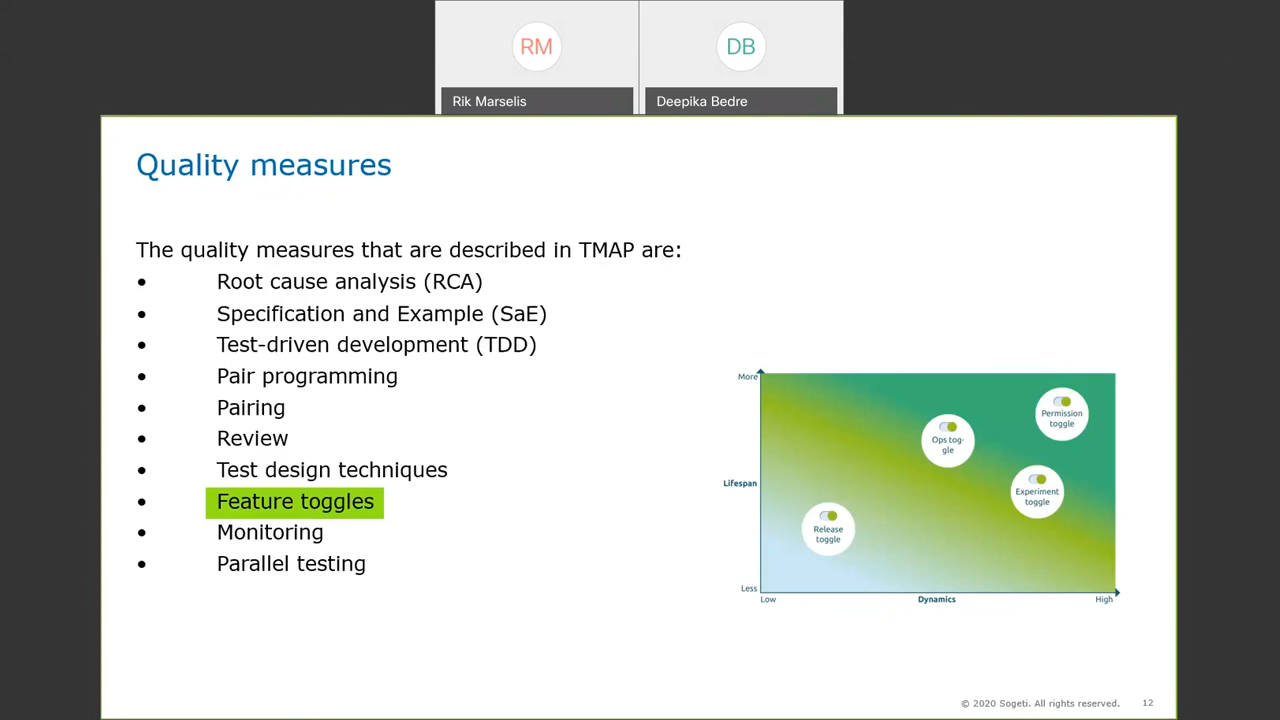 RM
DB
Rik Marselis
Deepika Bedre
Quality measures
The quality measures that are described in TMAP are:
• Root cause analysis (RCA)
• Specification and Example (SaE)
• Test-driven development (TDD)
• Pair programming
• Pairing
• Review
• Test design techniques
• Feature toggles
• Monitoring
• Parallel testing
More
Lifespan
Less
Low
Dynamics
High
Permission
toggle
Ops tog-
gle
Experiment
toggle
Release
toggle
© 2020 Sogeti. All rights reserved. 12